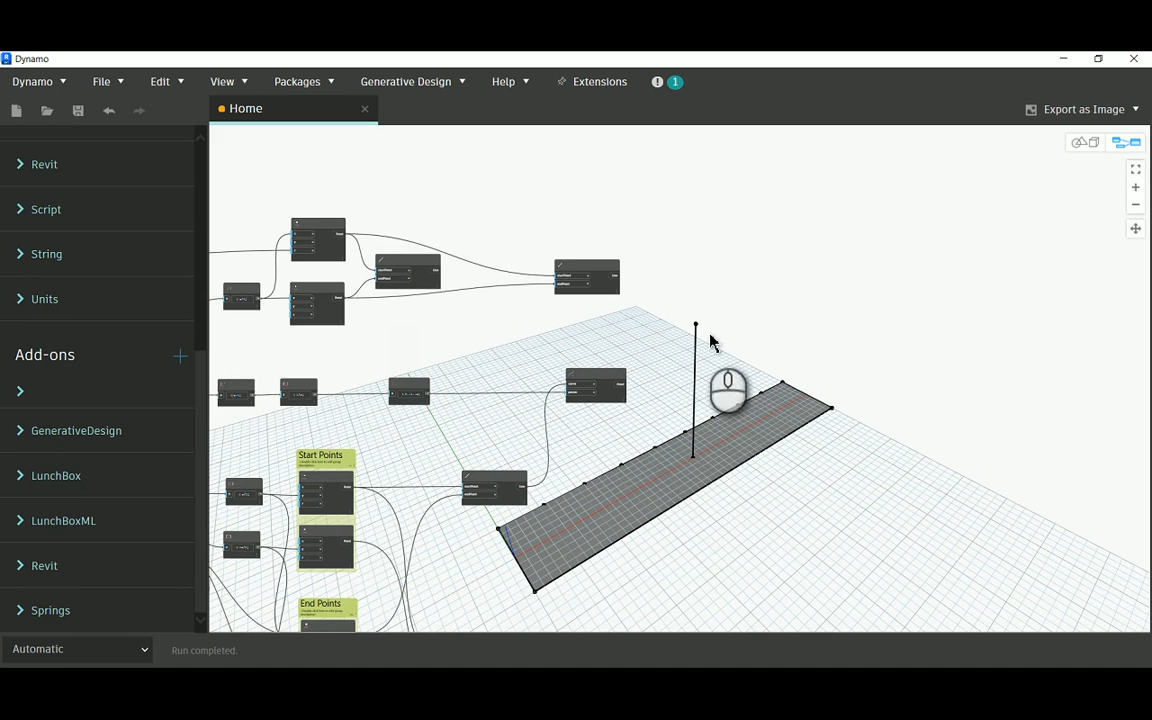 Dynamo
Dynamo File Edit View Packages Generative Design Help Extensions 1
Home
Export as Image
Revit
Script
String
Units
Add-ons
GenerativeDesign
LunchBox
LunchBoxML
Revit
Springs
Start Points
End Points
Automatic
Run completed.